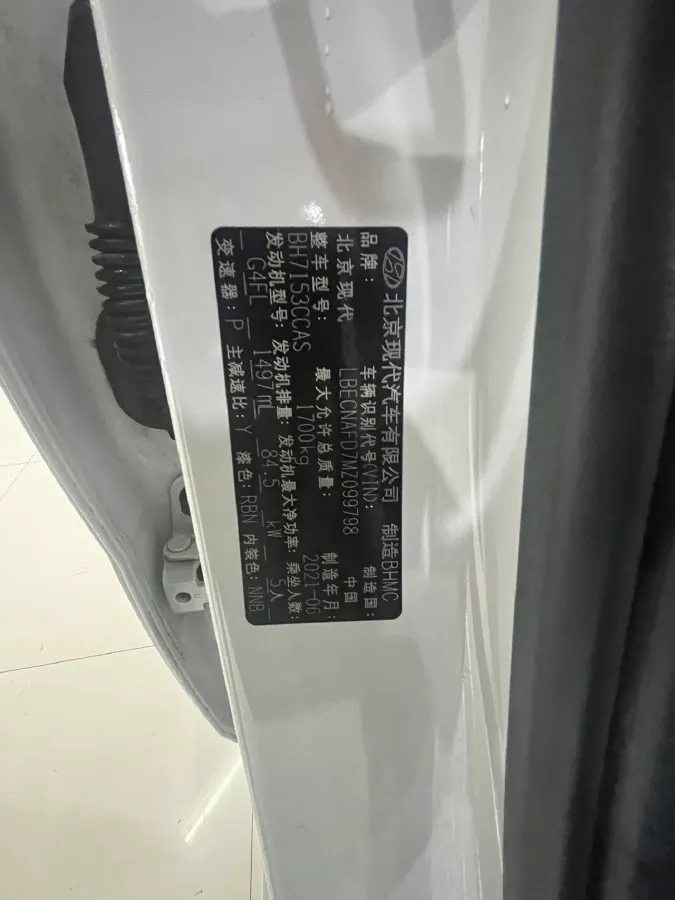 北京现代汽车有限公司 制造BHMC
品牌: 车辆识别代号(VIN): 制造国:
北京现代 LBECNAFD7MZ099798 中国
整车型号: 最大允许总质量: 制造年月:
BH7153CCAS 1700kg 2021-06
发动机型号: 发动机排量: 发动机最大净功率: 乘坐人数:
G4FL 1497mL 84.5 kW 5人
变速器: P 主减速比: Y 漆色: RBN 内装色: NNB